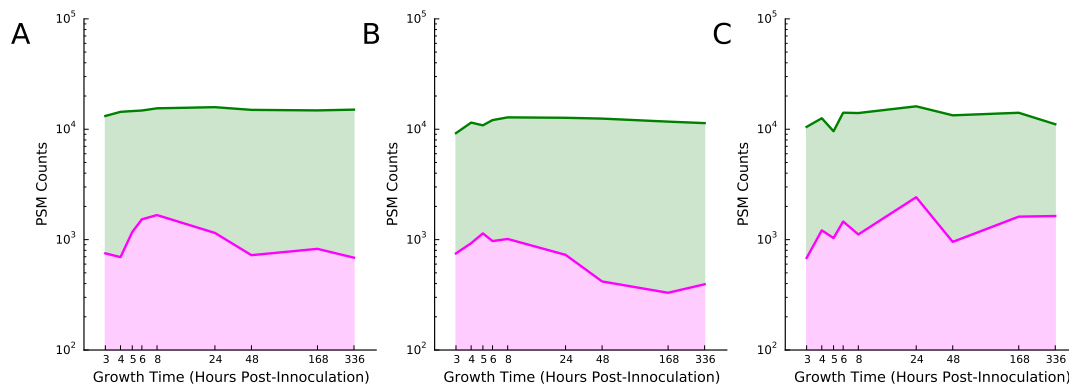 A
PSM Counts
10^5
10^4
10^3
10^2
3 4 5 6 8 24 48 168 336
Growth Time (Hours Post-Innoculation)
B
PSM Counts
10^5
10^4
10^3
10^2
3 4 5 6 8 24 48 168 336
Growth Time (Hours Post-Innoculation)
C
PSM Counts
10^5
10^4
10^3
10^2
3 4 5 6 8 24 48 168 336
Growth Time (Hours Post-Innoculation)